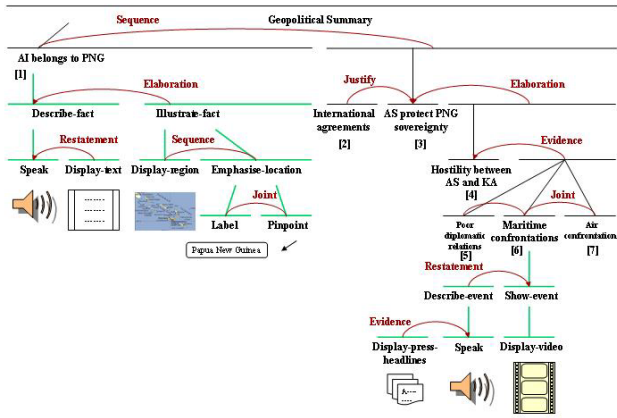 Sequence
Geopolitical Summary
AI belongs to PNG
[1]
Justify
Elaboration
Elaboration
Describe-fact
Illustrate-fact
International
agreements
[2]
AS protect PNG
sovereignty
[3]
Restatement
Sequence
Evidence
Speak
Display-text
Display-region
Emphasise-location
Hostility between
AS and KA
[4]
Joint
Joint
Label
Pinpoint
Poor
diplomatic
relations
[5]
Maritime
confrontations
[6]
Air
confrontation
[7]
Papua New Guinea
Restatement
Describe-event
Show-event
Evidence
Display-press-
headlines
Speak
Display-video